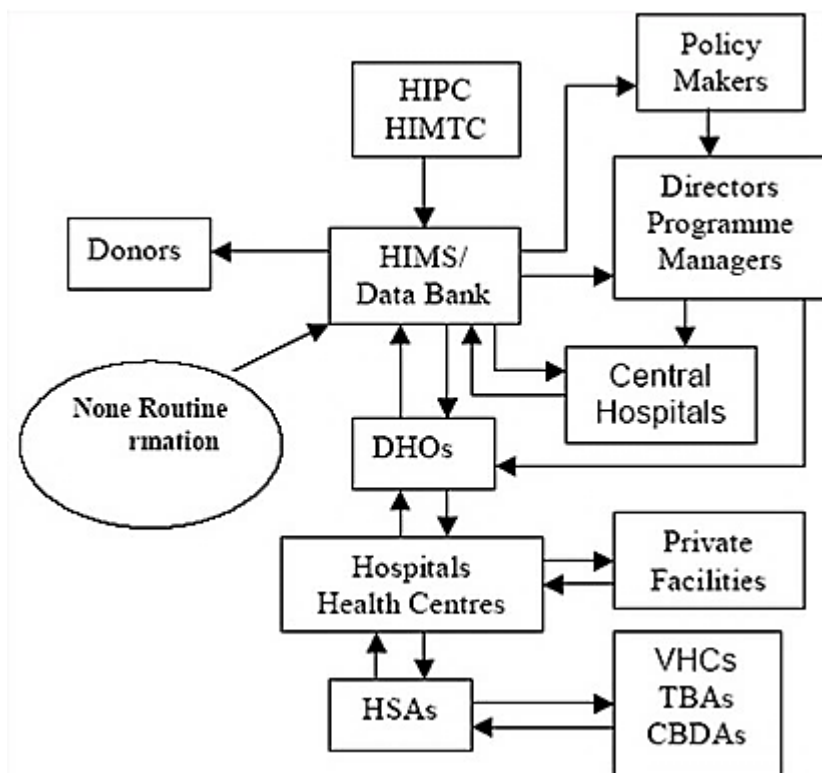 Policy
Makers
HIPC
HIMTC
Directors
Programme
Managers
Donors
HIMS/
Data Bank
Central
Hospitals
None Routine
rmation
DHOs
Private
Facilities
Hospitals
Health Centres
VHCs
TBAs
CBDAs
HSAs